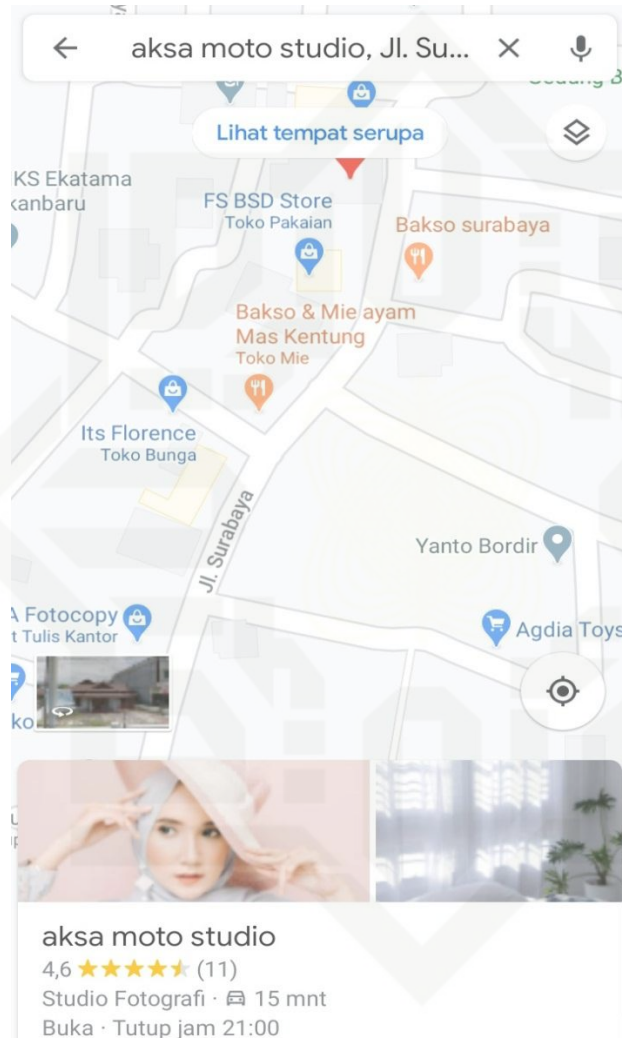 aksa moto studio, Jl. Su...
Lihat tempat serupa
KS Ekatama
kanbaru
FS BSD Store
Toko Pakaian
Bakso surabaya
Bakso & Mie ayam
Mas Kentung
Toko Mie
Its Florence
Toko Bunga
Jl. Surabaya
Yanto Bordir
A Fotocopy
t Tulis Kantor
Agdia Toys
ko
aksa moto studio
4,6 (11)
Studio Fotografi · 15 mnt
Buka · Tutup jam 21:00